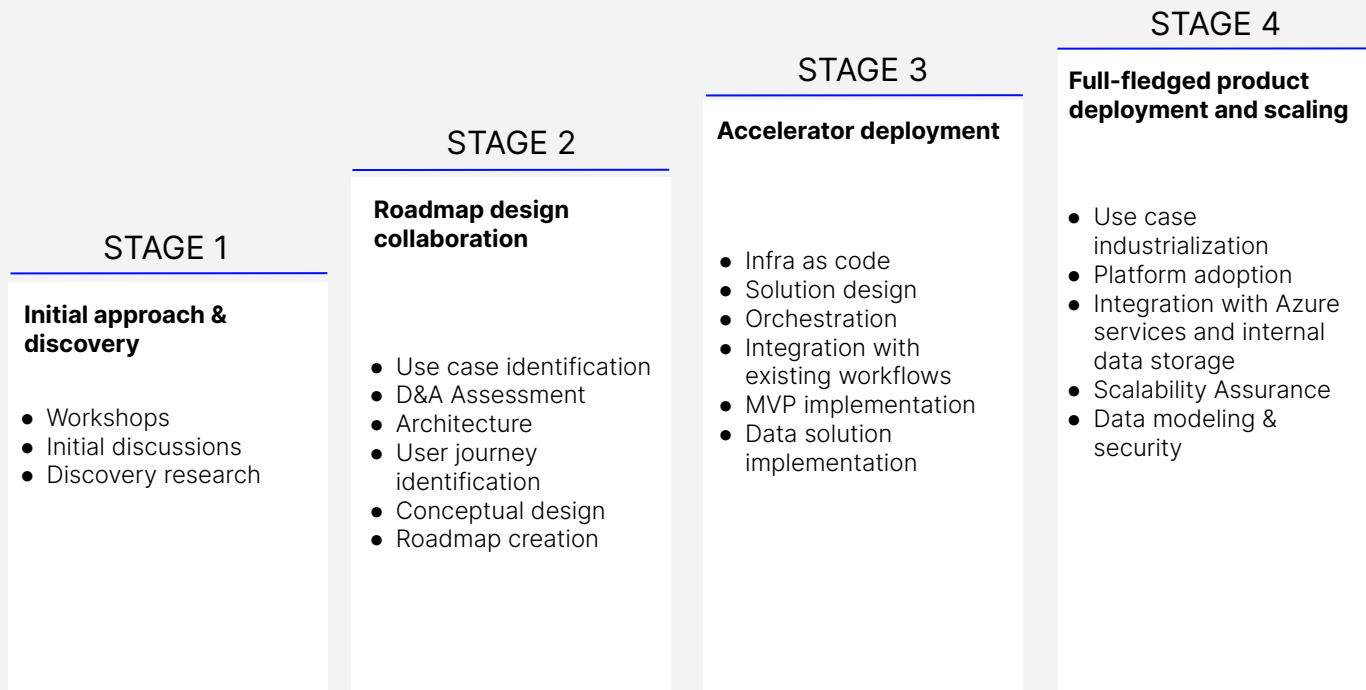 STAGE 1
Initial approach &
discovery
● Workshops
● Initial discussions
● Discovery research
STAGE 2
Roadmap design
collaboration
● Use case identification
● D&A Assessment
● Architecture
● User journey
identification
● Conceptual design
● Roadmap creation
STAGE 3
Accelerator deployment
● Infra as code
● Solution design
● Orchestration
● Integration with
existing workflows
● MVP implementation
● Data solution
implementation
STAGE 4
Full-fledged product
deployment and scaling
● Use case
industrialization
● Platform adoption
● Integration with Azure
services and internal
data storage
● Scalability Assurance
● Data modeling &
security